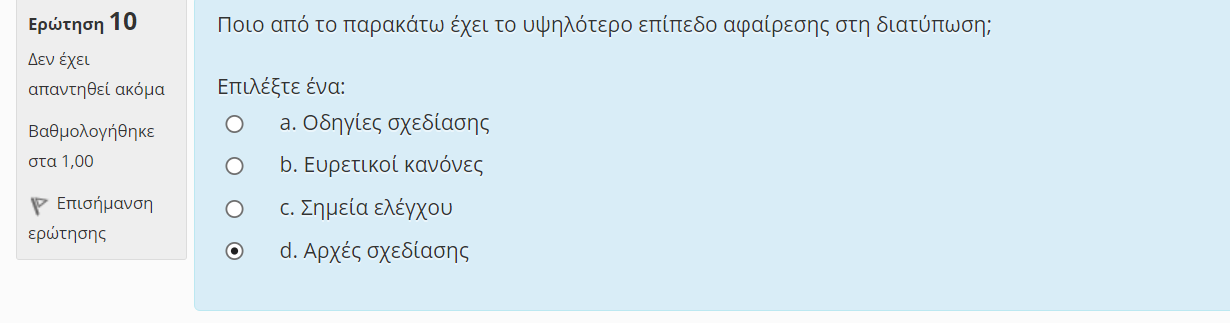 Ερώτηση 10
Δεν έχει
απαντηθεί ακόμα
Βαθμολογήθηκε
στα 1,00
Επισήμανση
ερώτησης
Ποιο από το παρακάτω έχει το υψηλότερο επίπεδο αφαίρεσης στη διατύπωση;
Επιλέξτε ένα:
a. Οδηγίες σχεδίασης
b. Ευρετικοί κανόνες
c. Σημεία ελέγχου
d. Αρχές σχεδίασης